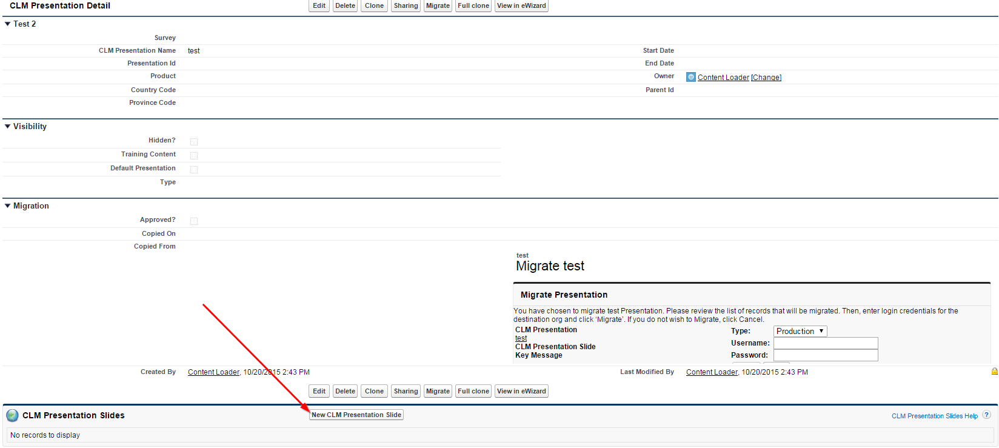 CLM Presentation Detail Edit Delete Clone Sharing Migrate Full clone View in eWizard
Test 2
Survey
CLM Presentation Name test Start Date
Presentation Id End Date
Product Owner Content Loader [Change]
Country Code Parent Id
Province Code
Visibility
Hidden?
Training Content
Default Presentation
Type
Migration
Approved?
Copied On
Copied From
test
Migrate test
Migrate Presentation
You have chosen to migrate test Presentation. Please review the list of records that will be migrated. Then, enter login credentials for the
destination org and click ‘Migrate’. If you do not wish to Migrate, click Cancel.
CLM Presentation Type: Production
test Username:
CLM Presentation Slide
Key Message Password:
Created By Content Loader, 10/20/2015 2:43 PM Last Modified By Content Loader, 10/20/2015 2:43 PM
Edit Delete Clone Sharing Migrate Full clone View in eWizard
CLM Presentation Slides New CLM Presentation Slide CLM Presentation Slides Help ?
No records to display